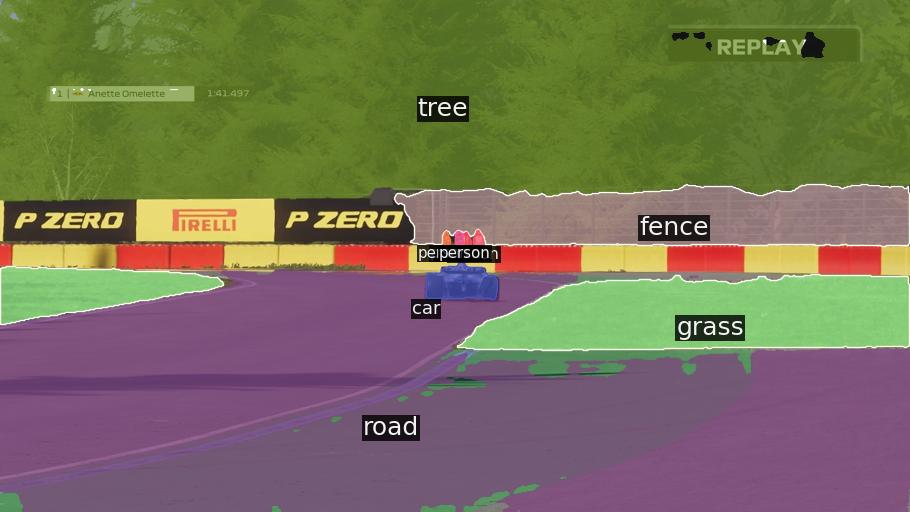 REPLAY
1 | Anette Omelette 1:41.497
tree
P ZERO PIRELLI P ZERO
fence
person
car
grass
road